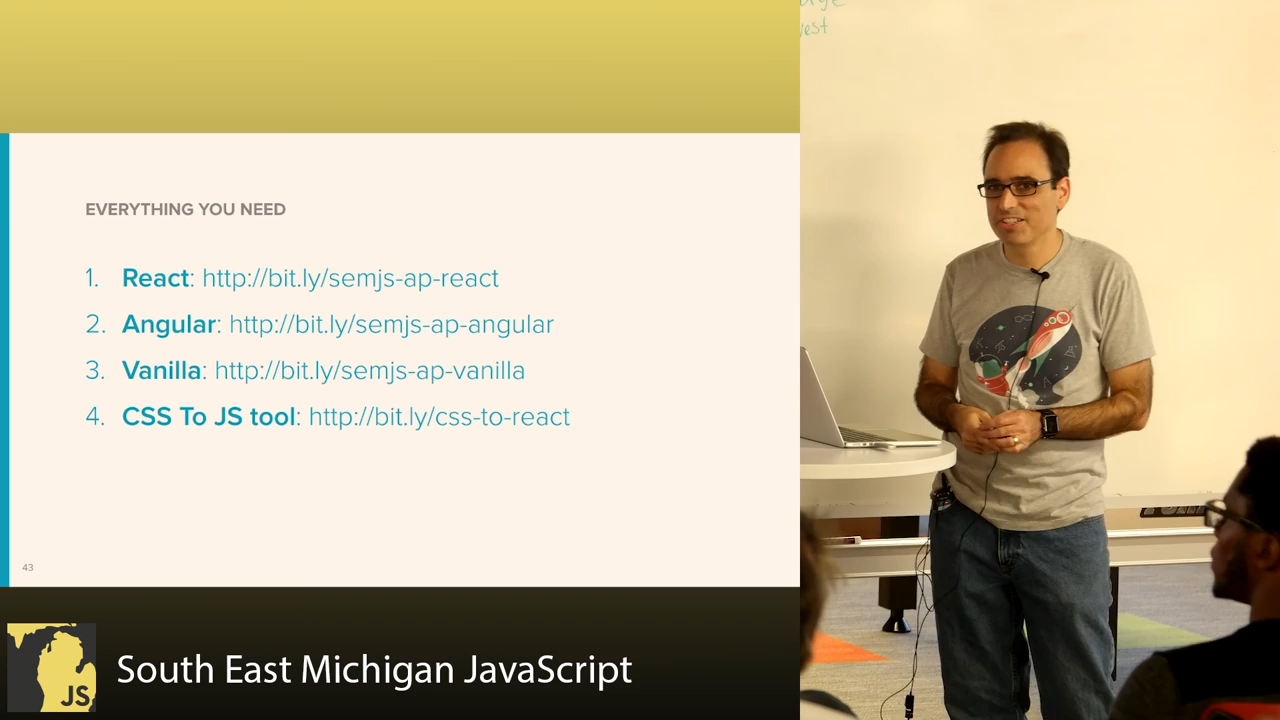 EVERYTHING YOU NEED
1. React: http://bit.ly/semjs-ap-react
2. Angular: http://bit.ly/semjs-ap-angular
3. Vanilla: http://bit.ly/semjs-ap-vanilla
4. CSS To JS tool: http://bit.ly/css-to-react
43
JS
South East Michigan JavaScript